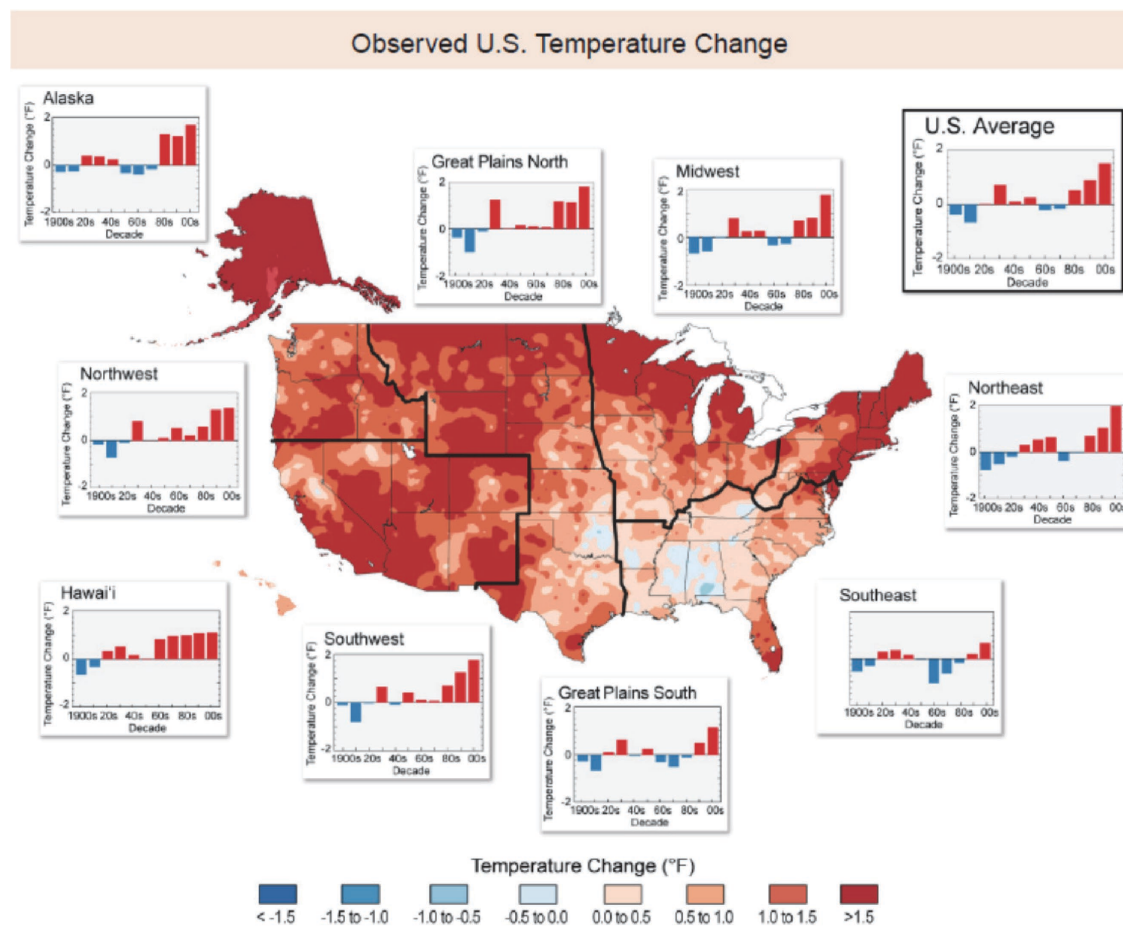 Observed U.S. Temperature Change
Alaska
Temperature Change (°F)
2
0
-2
1900s 20s 40s 60s 80s 00s
Decade
Great Plains North
Temperature Change (°F)
2
0
-2
1900s 20s 40s 60s 80s 00s
Decade
Midwest
Temperature Change (°F)
2
0
-2
1900s 20s 40s 60s 80s 00s
Decade
U.S. Average
Temperature Change (°F)
2
0
-2
1900s 20s 40s 60s 80s 00s
Decade
Northwest
Temperature Change (°F)
2
0
-2
1900s 20s 40s 60s 80s 00s
Decade
Northeast
Temperature Change (°F)
2
0
-2
1900s 20s 40s 60s 80s 00s
Decade
Hawai'i
Temperature Change (°F)
2
0
-2
1900s 20s 40s 60s 80s 00s
Decade
Southwest
Temperature Change (°F)
2
0
-2
1900s 20s 40s 60s 80s 00s
Decade
Great Plains South
Temperature Change (°F)
2
0
-2
1900s 20s 40s 60s 80s 00s
Decade
Southeast
1900s 20s 40s 60s 80s 00s
Decade
Temperature Change (°F)
< -1.5 -1.5 to -1.0 -1.0 to -0.5 -0.5 to 0.0 0.0 to 0.5 0.5 to 1.0 1.0 to 1.5 >1.5